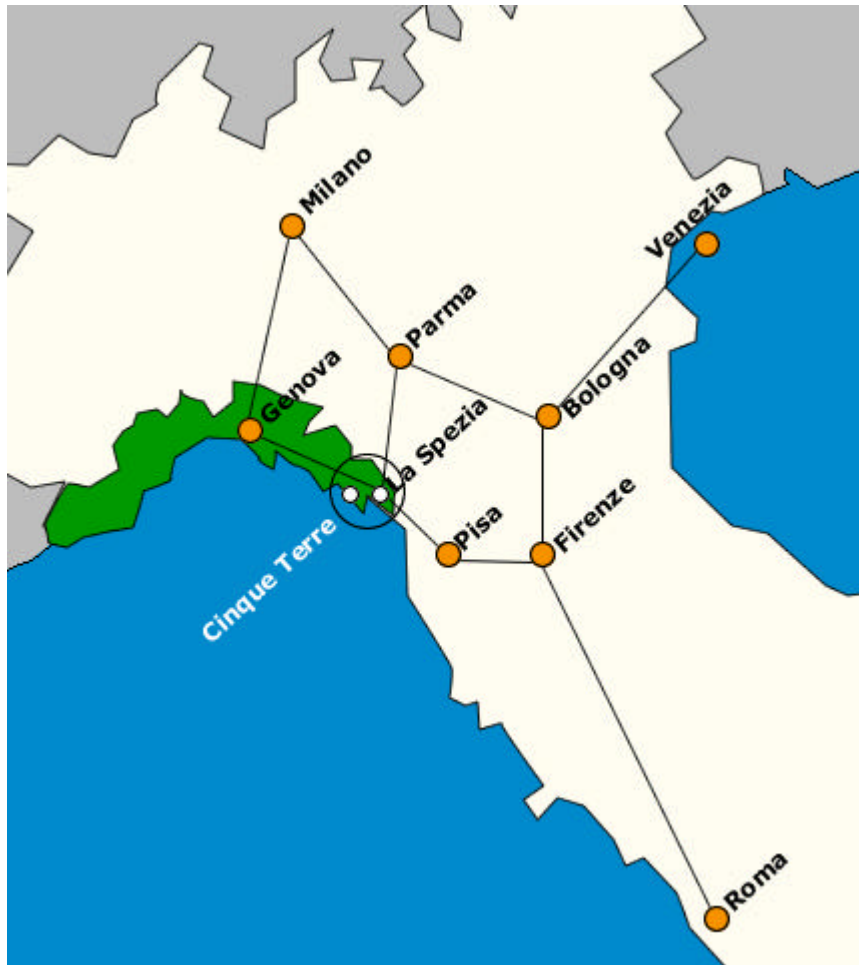 Milano
Venezia
Parma
Genova
Bologna
La Spezia
Pisa
Firenze
Cinque Terre
Roma